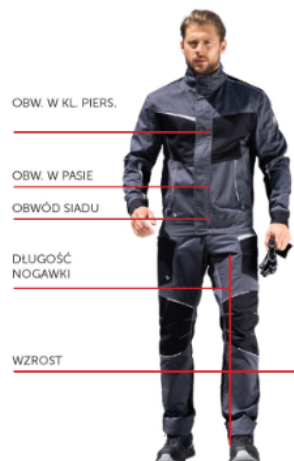 OBW. W KL. PIERS.
OBW. W PASIE
OBWÓD SIADU
DŁUGOŚĆ
NOGAWKI
WZROST